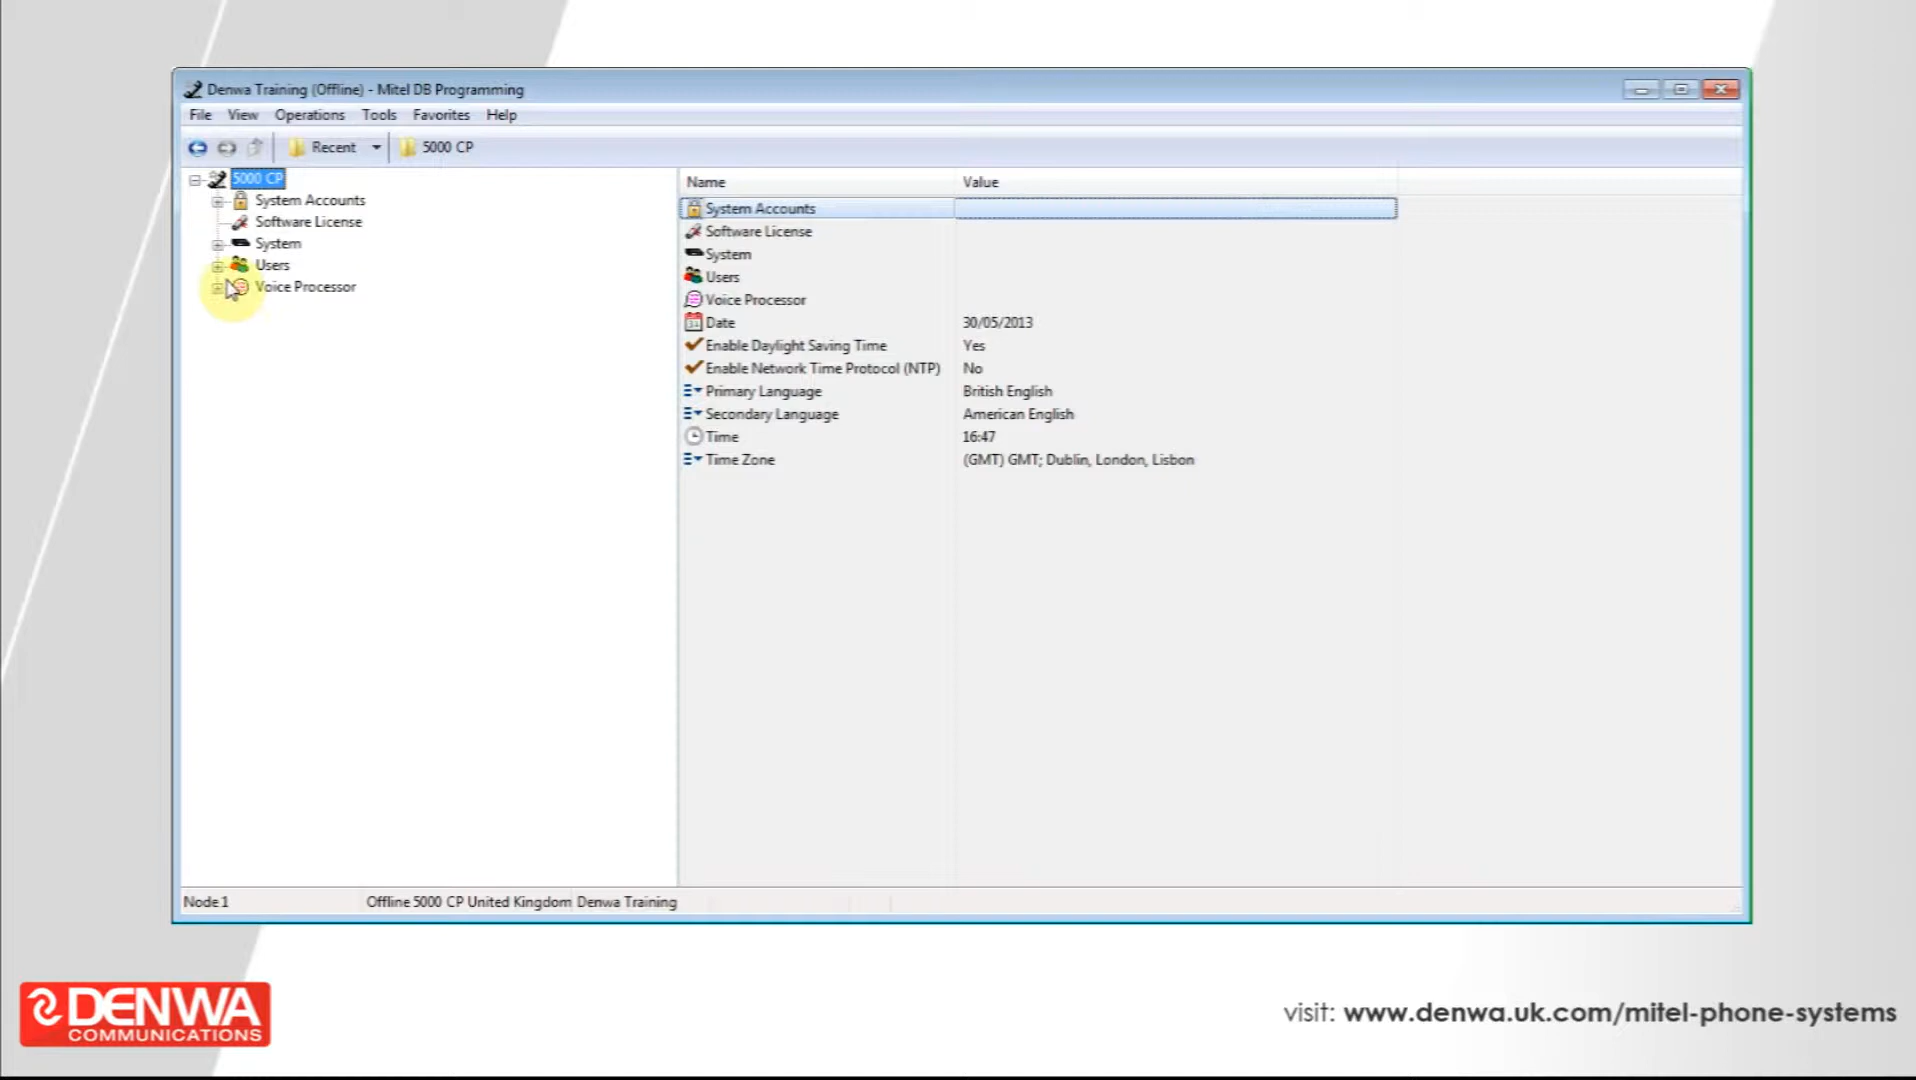 Denwa Training (Offline) - Mitel DB Programming
File View Operations Tools Favorites Help
Recent 5000 CP
5000 CP
System Accounts
Software License
System
Users
Voice Processor
Name Value
System Accounts
Software License
System
Users
Voice Processor
Date 30/05/2013
Enable Daylight Saving Time Yes
Enable Network Time Protocol (NTP) No
Primary Language British English
Secondary Language American English
Time 16:47
Time Zone (GMT) GMT; Dublin, London, Lisbon
Node 1 Offline 5000 CP United Kingdom Denwa Training
DENWA
COMMUNICATIONS
visit: www.denwa.uk.com/mitel-phone-systems